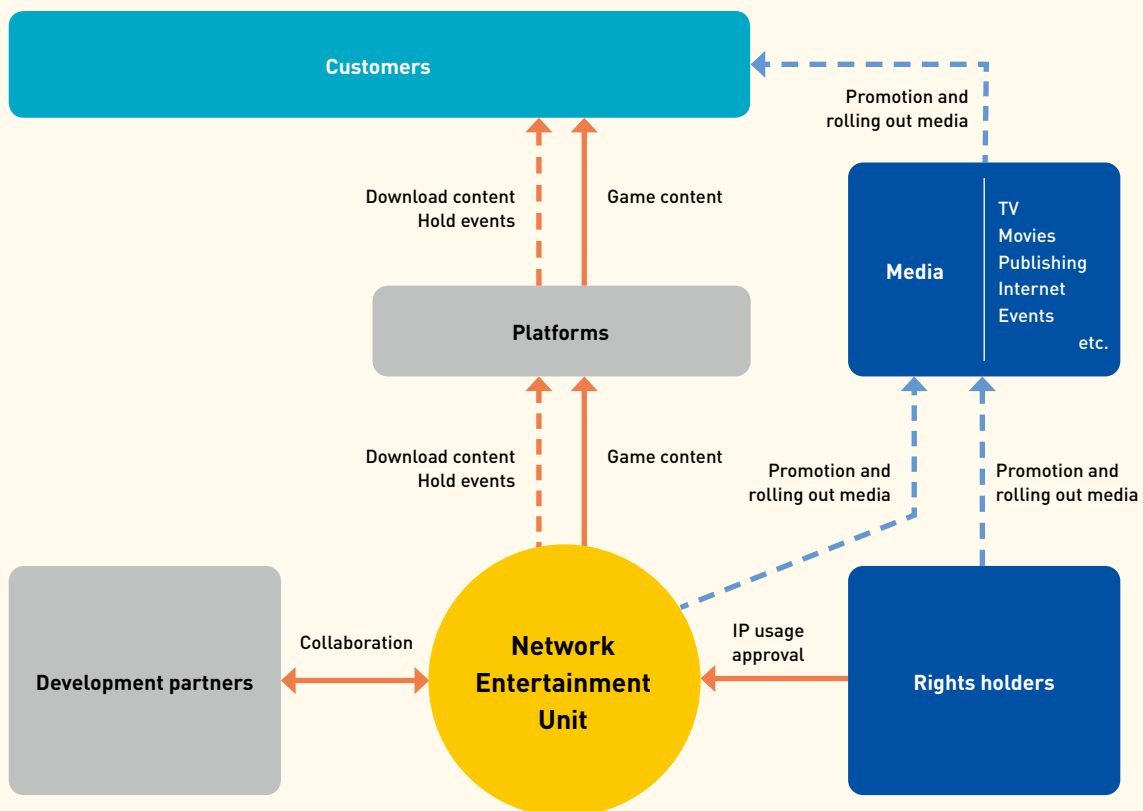 Customers
Promotion and
rolling out media
Download content
Hold events
Game content
Media
TV
Movies
Publishing
Internet
Events
etc.
Platforms
Download content
Hold events
Game content
Promotion and
rolling out media
Promotion and
rolling out media
Development partners
Collaboration
Network
Entertainment
Unit
IP usage
approval
Rights holders